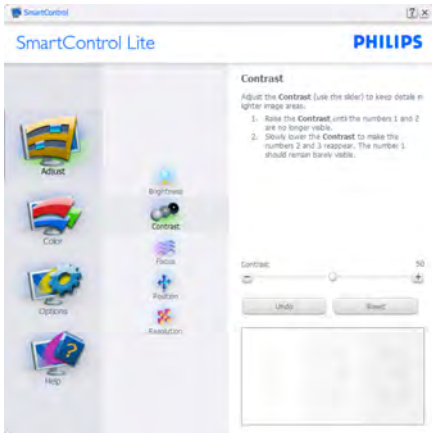 SmartControl
SmartControl Lite
PHILIPS
Contrast
Adjust the Contrast (use the slider) to keep details in
lighter image areas.
1. Raise the Contrast until the numbers 1 and 2
are no longer visible.
2. Slowly lower the Contrast to make the
numbers 2 and 3 reappear. The number 1
should remain barely visible.
Adjust
Color
Options
Help
Brightness
Contrast
Focus
Position
Resolution
Contrast 50
Undo Reset